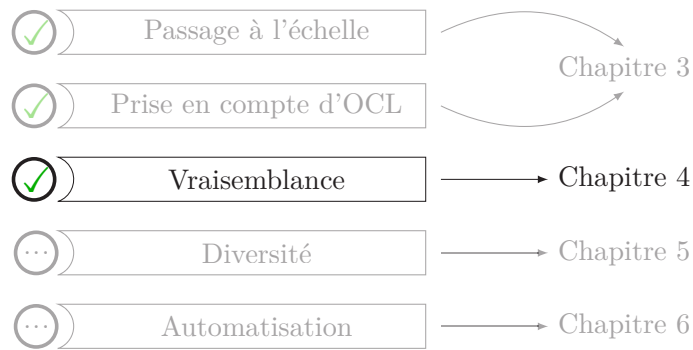 Passage à l'échelle
Chapitre 3
Prise en compte d'OCL
Vraisemblance
Chapitre 4
Diversité
Chapitre 5
Automatisation
Chapitre 6